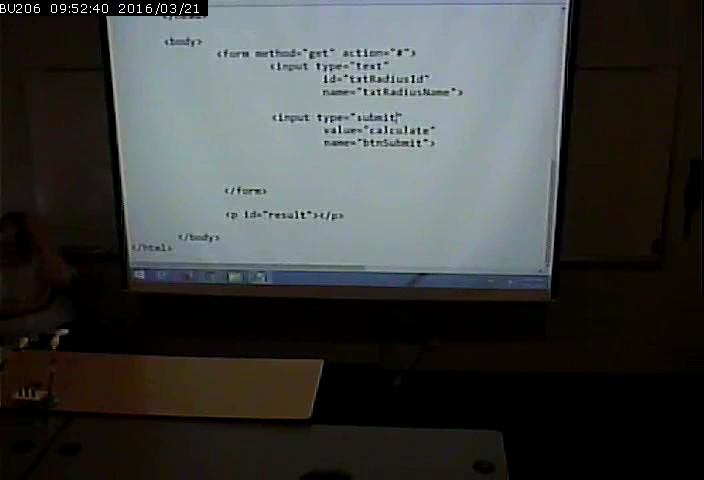 BU206 09:52:40 2016/03/21
<body>
<form method="get" action="#">
<input type="text"
id="txtRadiusId"
name="txtRadiusName">
<input type="submit"
value="calculate"
name="btnSubmit">
</form>
<p id="result"></p>
</body>
</html>